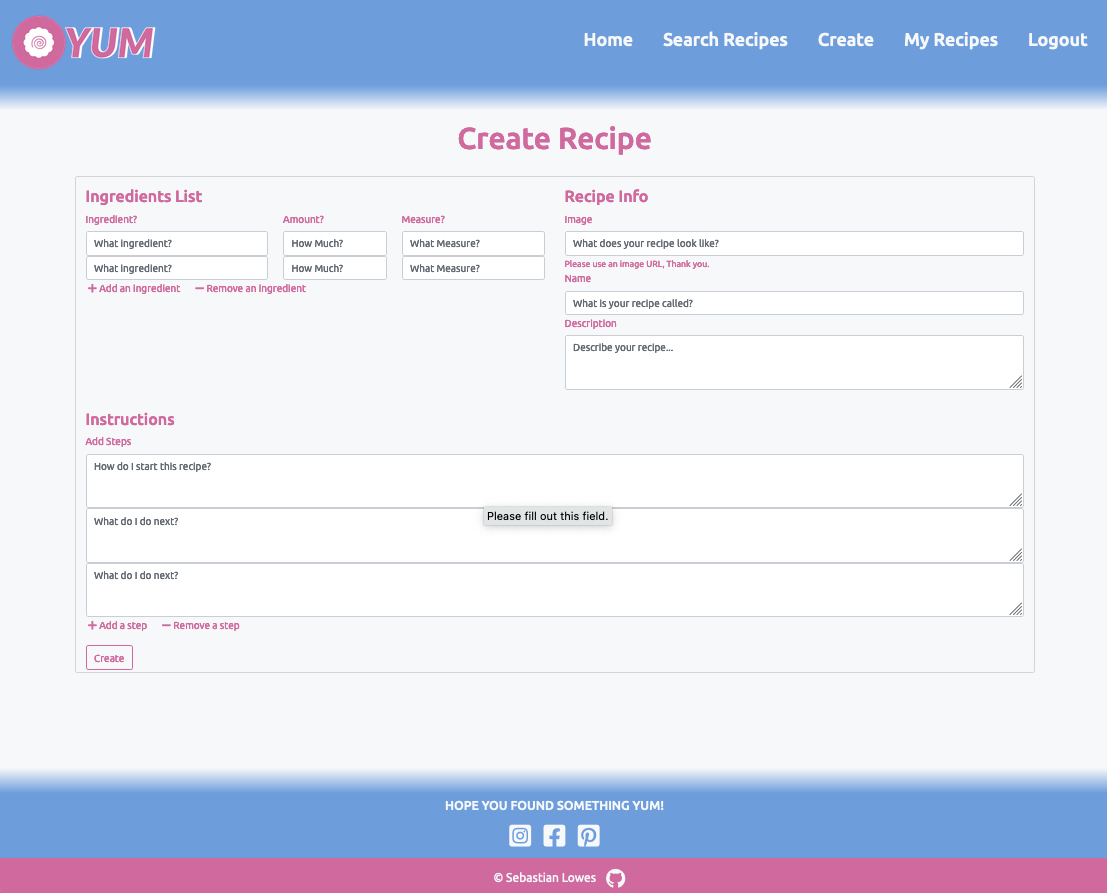 YUM
Home Search Recipes Create My Recipes Logout
Create Recipe
Ingredients List
Ingredient? Amount? Measure?
What ingredient? How Much? What Measure?
What ingredient? How Much? What Measure?
+ Add an Ingredient − Remove an Ingredient
Recipe Info
Image
What does your recipe look like?
Please use an image URL, Thank you.
Name
What is your recipe called?
Description
Describe your recipe...
Instructions
Add Steps
How do I start this recipe?
Please fill out this field.
What do I do next?
What do I do next?
+ Add a step − Remove a step
Create
HOPE YOU FOUND SOMETHING YUM!
© Sebastian Lowes